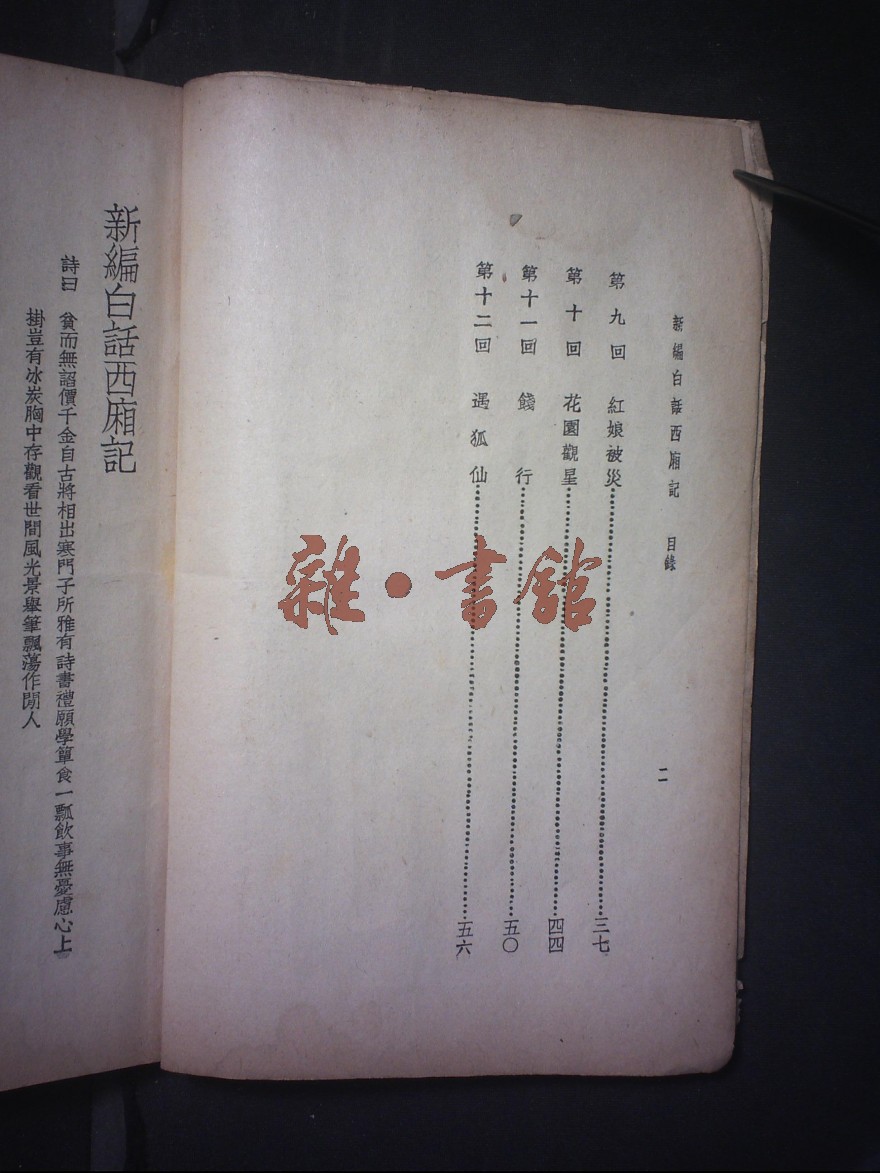 新編白話西廂記 目錄 二
第九回 紅娘被災 三七
第十回 花園觀星 四四
第十一回 餞行 五〇
第十二回 遇狐仙 五六
雜·書館
新編白話西廂記
詩曰 貧而無諂價千金自古將相出寒門子所雅有詩書禮願學簞食一瓢飲事無憂慮心上
掛豈有冰炭胸中存觀看世間風光景舉筆飄蕩作閒人